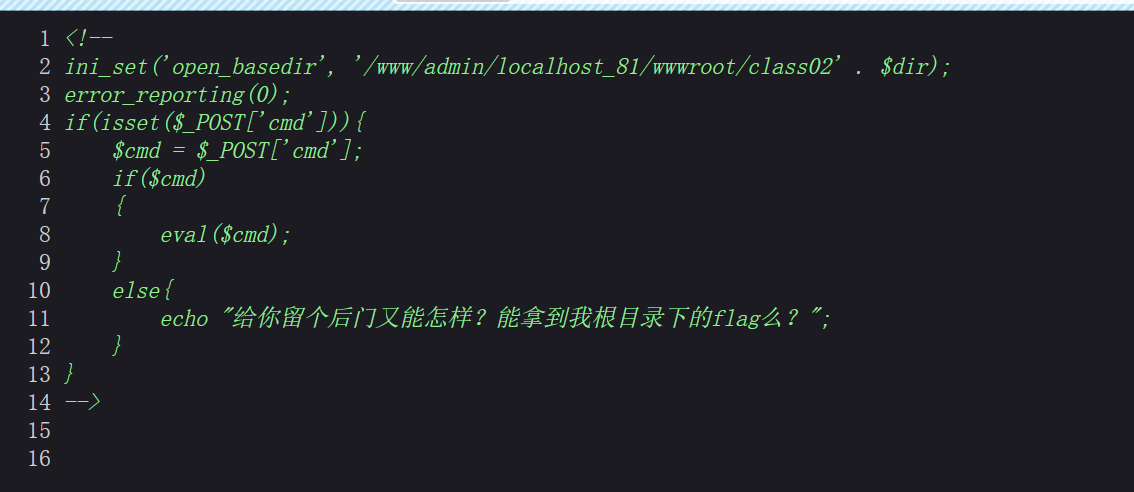 1 <!--
2 ini_set('open_basedir', '/www/admin/localhost_81/wwwroot/class02' . $dir);
3 error_reporting(0);
4 if(isset($_POST['cmd'])){
5     $cmd = $_POST['cmd'];
6     if($cmd)
7     {
8         eval($cmd);
9     }
10     else{
11         echo "给你留个后门又能怎样？能拿到我根目录下的flag么？";
12     }
13 }
14 -->
15
16